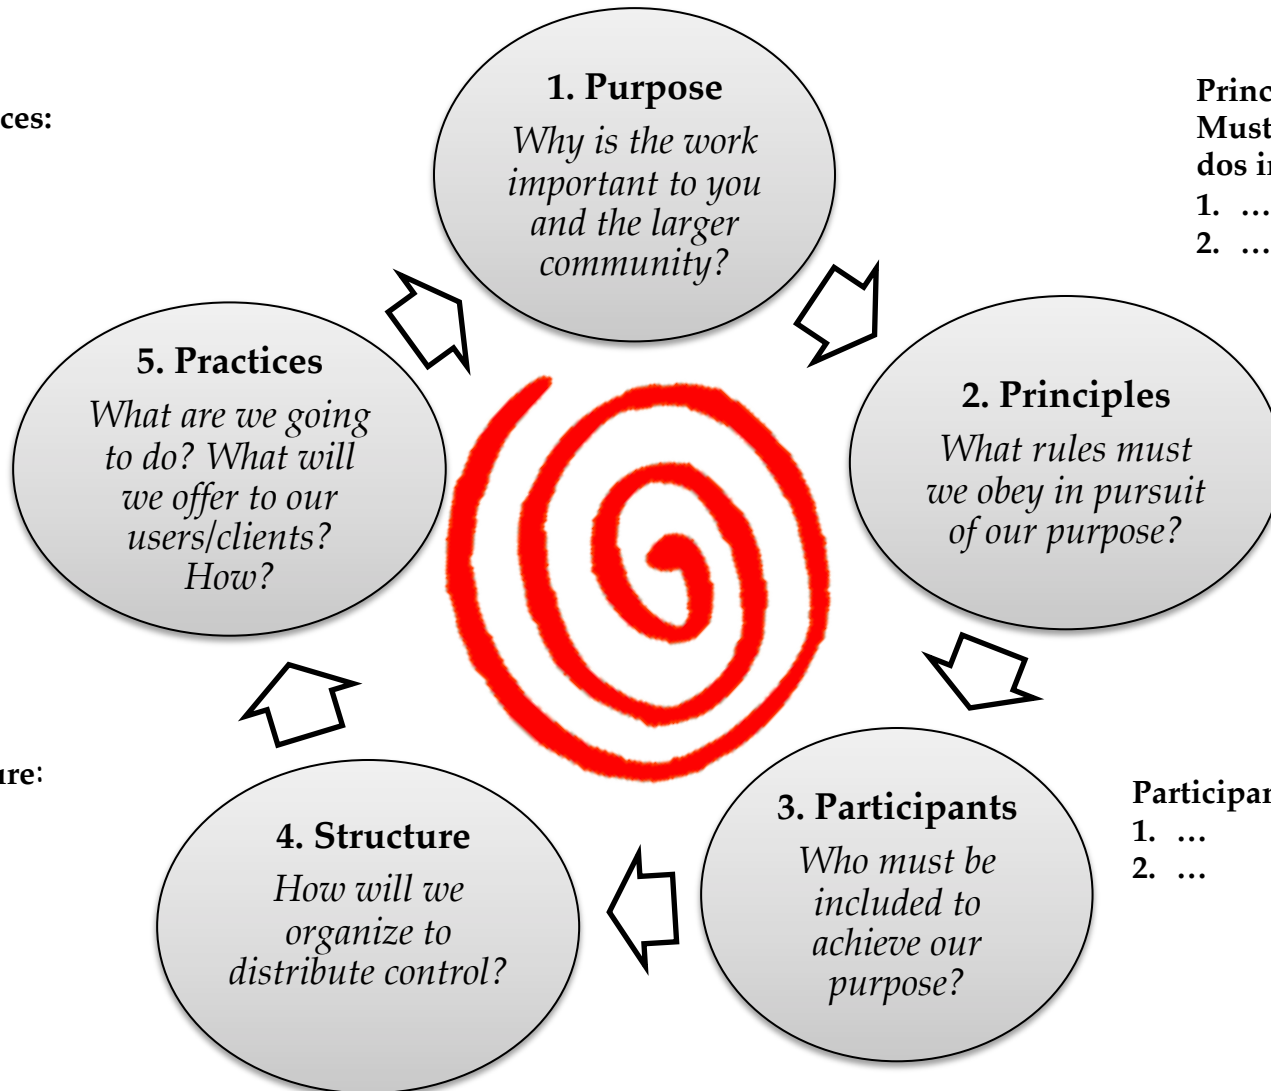 1. Purpose
Why is the work
important to you
and the larger
community?
ces:
Princ
Must
dos i
1. ...
2. ...
5. Practices
What are we going
to do? What will
we offer to our
users/clients?
How?
2. Principles
What rules must
we obey in pursuit
of our purpose?
ure:
4. Structure
How will we
organize to
distribute control?
3. Participants
Who must be
included to
achieve our
purpose?
Participan
1. ...
2. ...